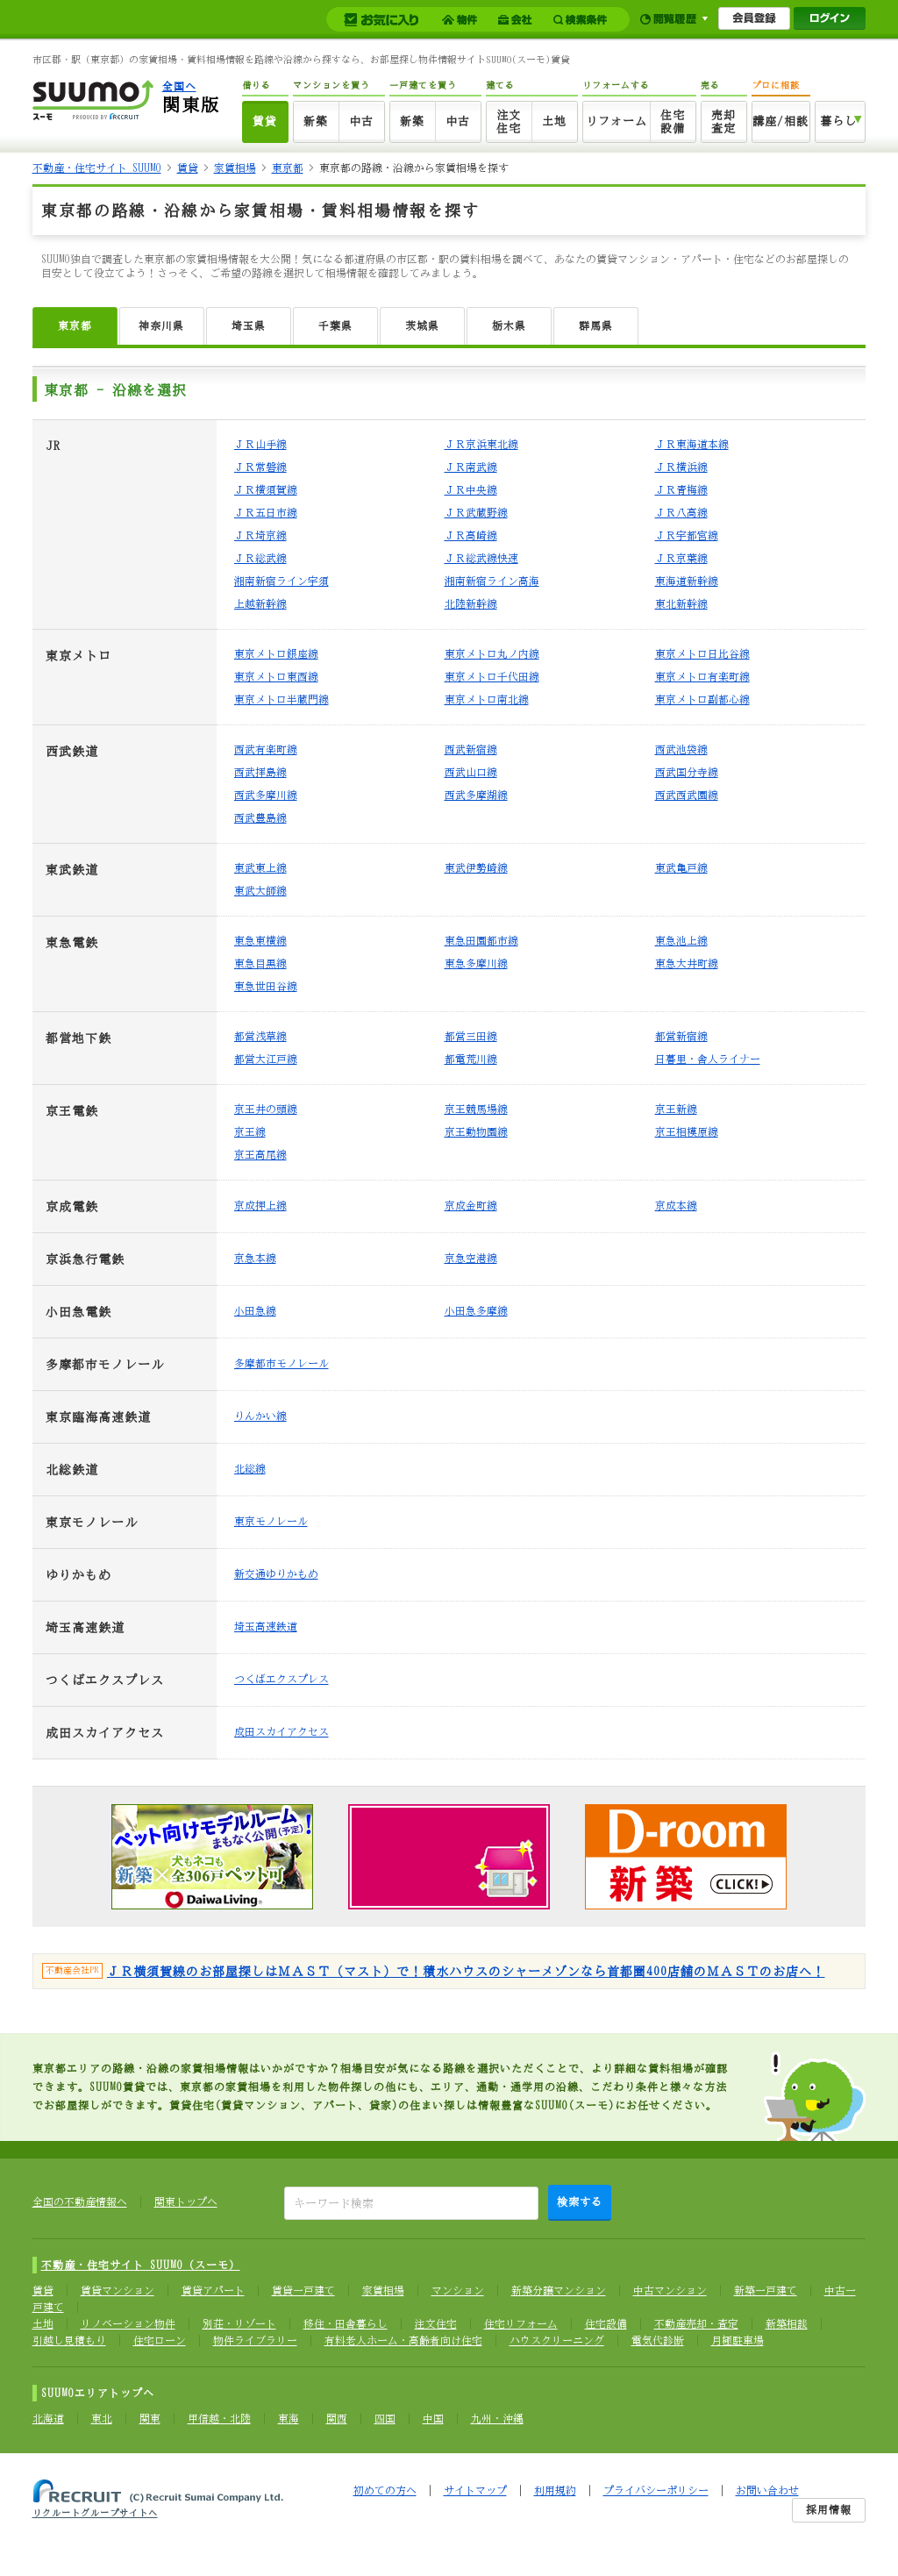 お気に入り 物件 会社 検索条件 閲覧履歴 会員登録 ログイン
市区郡・駅（東京都）の家賃相場・賃料相場情報を路線や沿線から探すなら、お部屋探し物件情報サイトSUUMO(スーモ)賃貸
SUUMO スーモ PRODUCED BY RECRUIT
全国へ
関東版
借りる マンションを買う 一戸建てを買う 建てる リフォームする 売る プロに相談
賃貸 新築 中古 新築 中古 注文住宅 土地 リフォーム 住宅設備 売却査定 講座/相談 暮らし
不動産・住宅サイト SUUMO > 賃貸 > 家賃相場 > 東京都 > 東京都の路線・沿線から家賃相場を探す
東京都の路線・沿線から家賃相場・賃料相場情報を探す
SUUMO独自で調査した東京都の家賃相場情報を大公開！気になる都道府県の市区郡・駅の賃料相場を調べて、あなたの賃貸マンション・アパート・住宅などのお部屋探しの
目安として役立てよう！さっそく、ご希望の路線を選択して相場情報を確認してみましょう。
東京都 神奈川県 埼玉県 千葉県 茨城県 栃木県 群馬県
東京都 - 沿線を選択
JR
ＪＲ山手線 ＪＲ京浜東北線 ＪＲ東海道本線
ＪＲ常磐線 ＪＲ南武線 ＪＲ横浜線
ＪＲ横須賀線 ＪＲ中央線 ＪＲ青梅線
ＪＲ五日市線 ＪＲ武蔵野線 ＪＲ八高線
ＪＲ埼京線 ＪＲ高崎線 ＪＲ宇都宮線
ＪＲ総武線 ＪＲ総武線快速 ＪＲ京葉線
湘南新宿ライン宇須 湘南新宿ライン高海 東海道新幹線
上越新幹線 北陸新幹線 東北新幹線
東京メトロ
東京メトロ銀座線 東京メトロ丸ノ内線 東京メトロ日比谷線
東京メトロ東西線 東京メトロ千代田線 東京メトロ有楽町線
東京メトロ半蔵門線 東京メトロ南北線 東京メトロ副都心線
西武鉄道
西武有楽町線 西武新宿線 西武池袋線
西武拝島線 西武山口線 西武国分寺線
西武多摩川線 西武多摩湖線 西武西武園線
西武豊島線
東武鉄道
東武東上線 東武伊勢崎線 東武亀戸線
東武大師線
東急電鉄
東急東横線 東急田園都市線 東急池上線
東急目黒線 東急多摩川線 東急大井町線
東急世田谷線
都営地下鉄
都営浅草線 都営三田線 都営新宿線
都営大江戸線 都電荒川線 日暮里・舎人ライナー
京王電鉄
京王井の頭線 京王競馬場線 京王新線
京王線 京王動物園線 京王相模原線
京王高尾線
京成電鉄
京成押上線 京成金町線 京成本線
京浜急行電鉄
京急本線 京急空港線
小田急電鉄
小田急線 小田急多摩線
多摩都市モノレール
多摩都市モノレール
東京臨海高速鉄道
りんかい線
北総鉄道
北総線
東京モノレール
東京モノレール
ゆりかもめ
新交通ゆりかもめ
埼玉高速鉄道
埼玉高速鉄道
つくばエクスプレス
つくばエクスプレス
成田スカイアクセス
成田スカイアクセス
ペット向けモデルルーム
まもなく公開(予定)!
犬もネコも
新築×全306戸ペット可
DaiwaLiving®
D-room
新築 CLICK!
不動産会社PR ＪＲ横須賀線のお部屋探しはＭＡＳＴ（マスト）で！積水ハウスのシャーメゾンなら首都圏400店舗のＭＡＳＴのお店へ！
東京都エリアの路線・沿線の家賃相場情報はいかがですか？相場目安が気になる路線を選択いただくことで、より詳細な賃料相場が確認
できます。SUUMO賃貸では、東京都の家賃相場を利用した物件探しの他にも、エリア、通勤・通学用の沿線、こだわり条件と様々な方法
でお部屋探しができます。賃貸住宅(賃貸マンション、アパート、貸家)の住まい探しは情報豊富なSUUMO(スーモ)にお任せください。
全国の不動産情報へ 関東トップへ キーワード検索 検索する
不動産・住宅サイト SUUMO（スーモ）
賃貸 賃貸マンション 賃貸アパート 賃貸一戸建て 家賃相場 マンション 新築分譲マンション 中古マンション 新築一戸建て 中古一
戸建て
土地 リノベーション物件 別荘・リゾート 移住・田舎暮らし 注文住宅 住宅リフォーム 住宅設備 不動産売却・査定 新築相談
引越し見積もり 住宅ローン 物件ライブラリー 有料老人ホーム・高齢者向け住宅 ハウスクリーニング 電気代診断 月極駐車場
SUUMOエリアトップへ
北海道 東北 関東 甲信越・北陸 東海 関西 四国 中国 九州・沖縄
RECRUIT (C)Recruit Sumai Company Ltd.
リクルートグループサイトへ
初めての方へ | サイトマップ | 利用規約 | プライバシーポリシー | お問い合わせ
採用情報